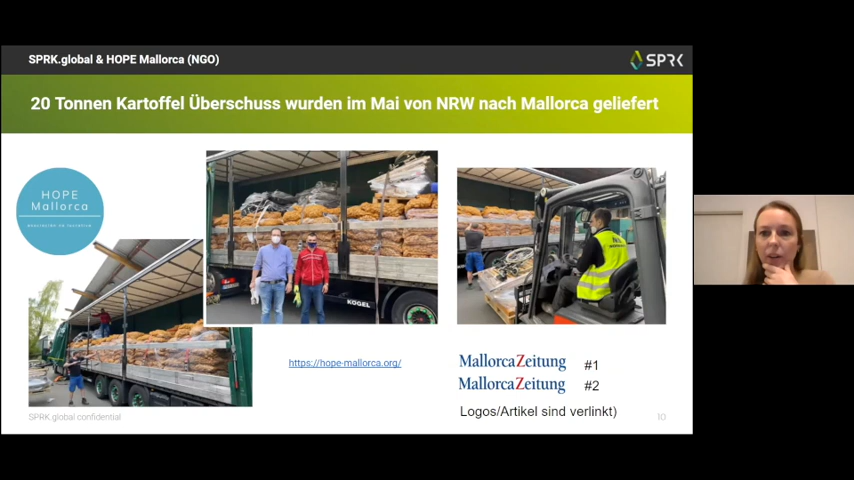 SPRK.global & HOPE Mallorca (NGO)
SPRK
20 Tonnen Kartoffel Überschuss wurden im Mai von NRW nach Mallorca geliefert
HOPE
Mallorca
KÖGEL
https://hope-mallorca.org/
MallorcaZeitung #1
MallorcaZeitung #2
Logos/Artikel sind verlinkt)
SPRK.global confidential
10